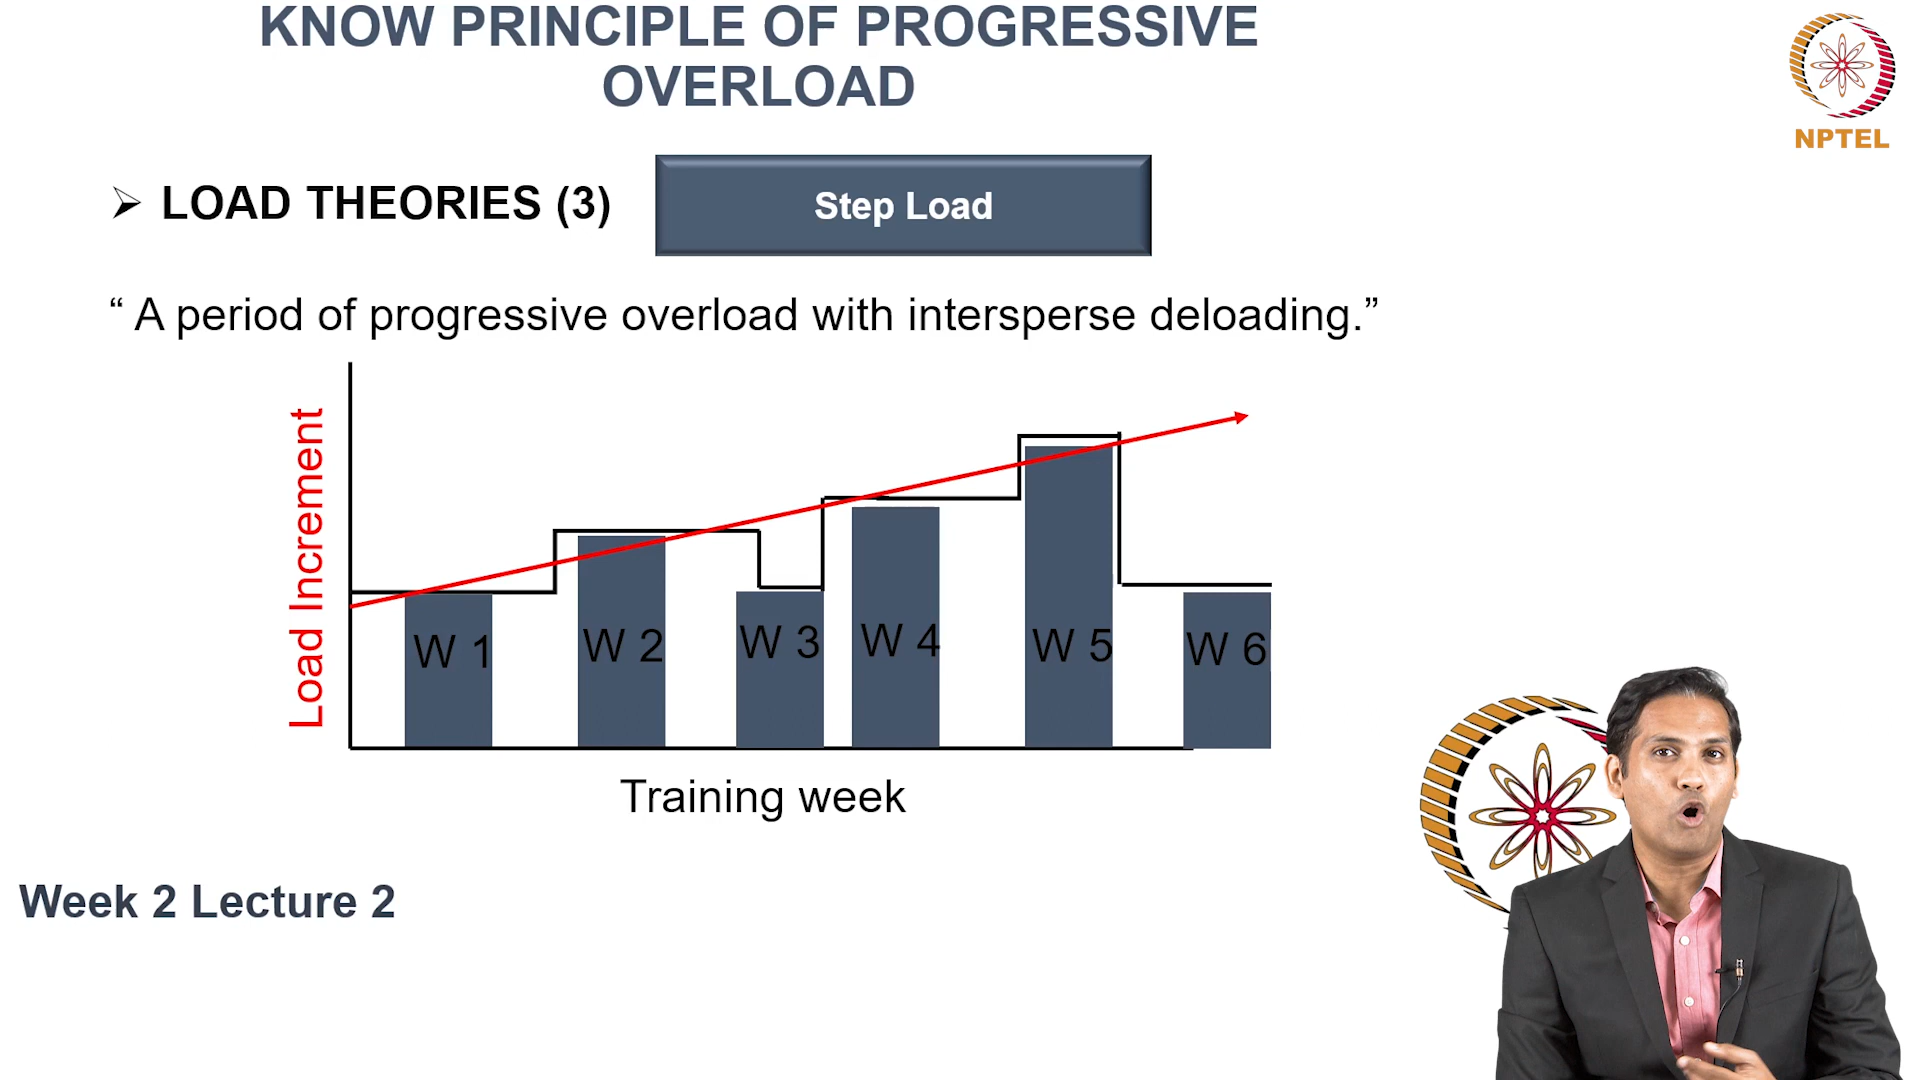 KNOW PRINCIPLE OF PROGRESSIVE
OVERLOAD
NPTEL
➢ LOAD THEORIES (3)
Step Load
“ A period of progressive overload with intersperse deloading.”
Load Increment
W 1
W 2
W 3
W 4
W 5
W 6
Training week
Week 2 Lecture 2